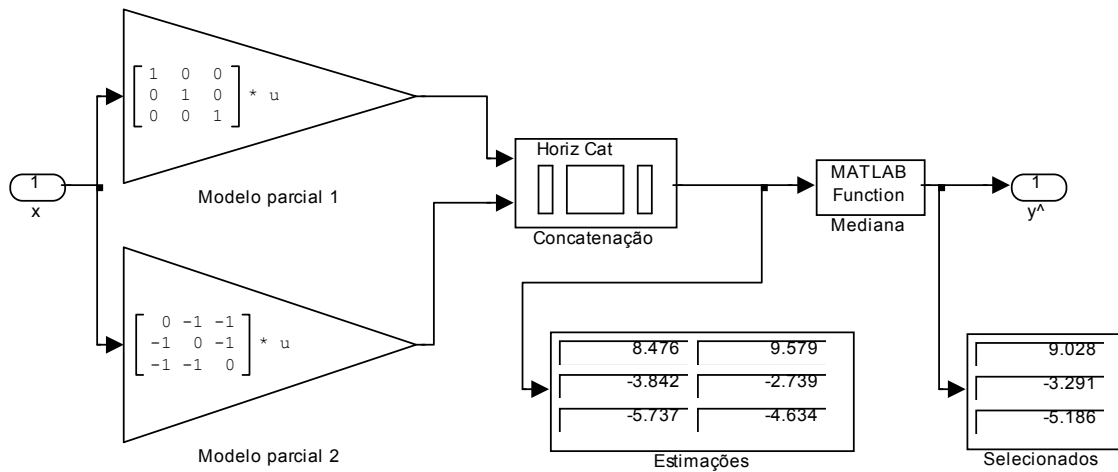 1 0 0
0 1 0 * u
0 0 1
Modelo parcial 1
1
x
0 -1 -1
-1 0 -1 * u
-1 -1 0
Modelo parcial 2
Horiz Cat
Concatenação
MATLAB
Function
Mediana
1
y^
8.476 9.579
-3.842 -2.739
-5.737 -4.634
Estimações
9.028
-3.291
-5.186
Selecionados